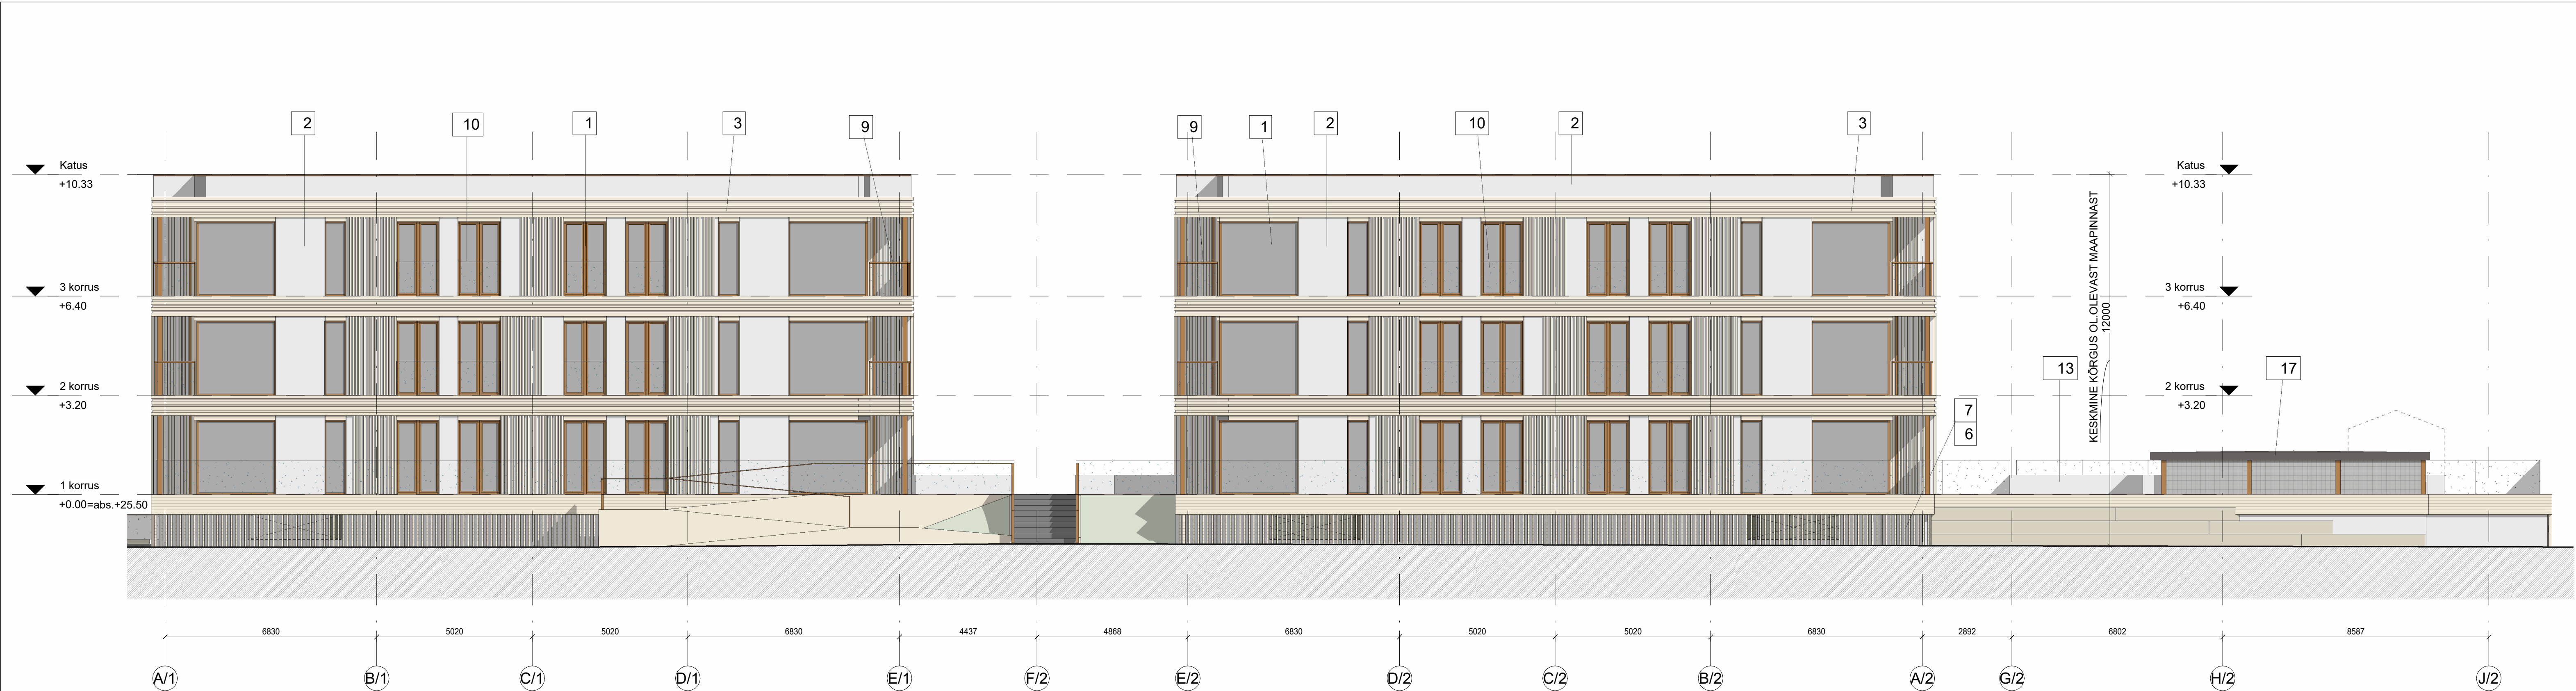 2
10
1
3
9
9
1
2
10
2
3
Katus
+10.33
Katus
+10.33
KESKMINE KÕRGUS OL.OLEVAST MAAPINNAST
12000
3 korrus
+6.40
3 korrus
+6.40
13
17
2 korrus
+3.20
2 korrus
+3.20
7
6
1 korrus
+0.00=abs.+25.50
6830
5020
5020
6830
4437
4868
6830
5020
5020
6830
2892
6802
8587
A/1
B/1
C/1
D/1
E/1
F/2
E/2
D/2
C/2
B/2
A/2
G/2
H/2
J/2